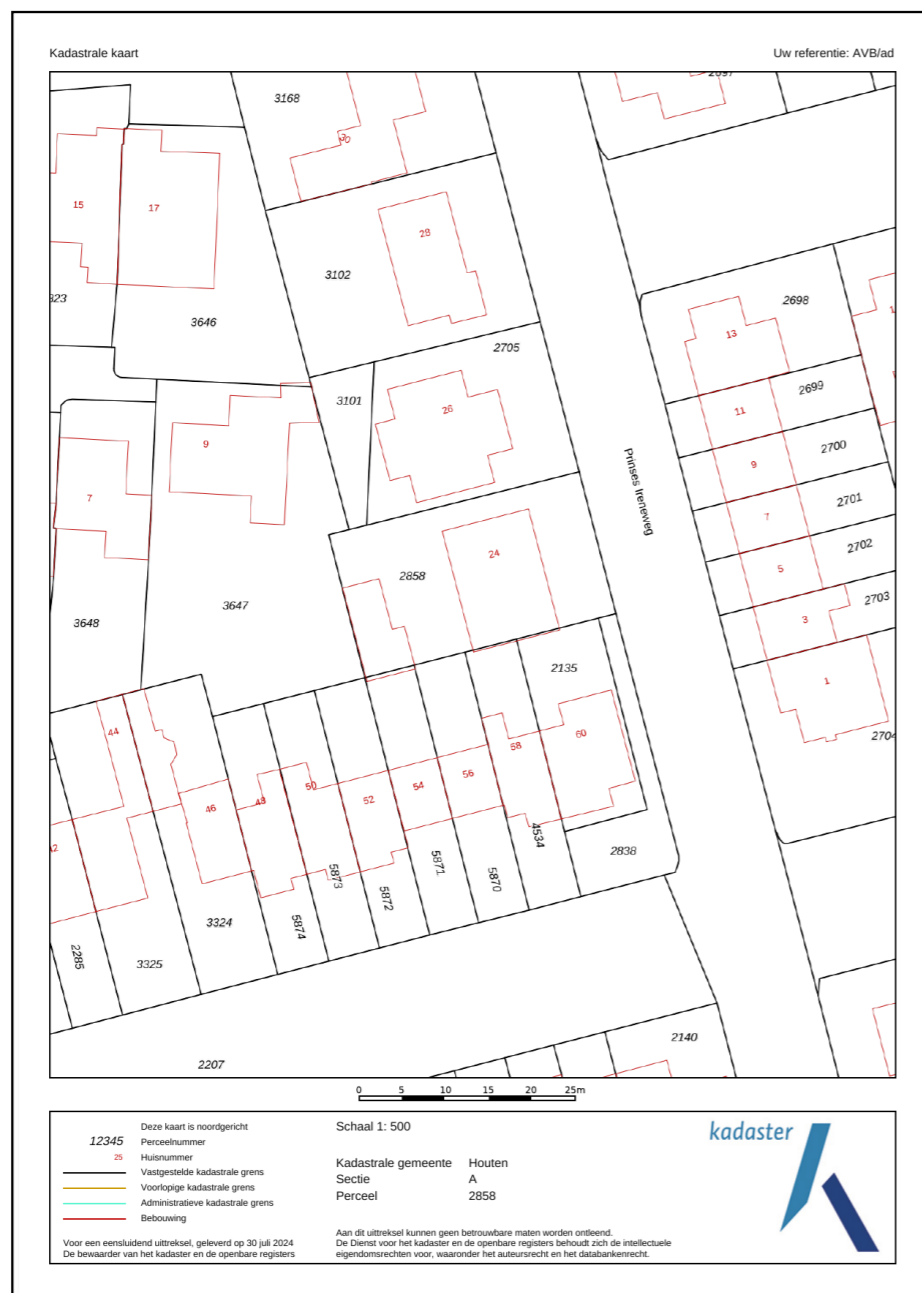 Kadastrale kaart
Uw referentie: AVB/ad
3168
30
15
17
28
3102
3646
2705
3101
26
9
7
24
2858
3647
3648
Prinses Ireneweg
2698
13
2699
11
2700
9
2701
7
2702
5
2703
3
1
2704
2135
44
46
48
50
52
54
56
58
60
4534
2838
5870
5871
5872
5873
5874
3324
3325
2285
2207
2140
0 5 10 15 20 25m
Deze kaart is noordgericht
12345 Perceelnummer
25 Huisnummer
Vastgestelde kadastrale grens
Voorlopige kadastrale grens
Administratieve kadastrale grens
Bebouwing
Voor een eensluidend uittreksel, geleverd op 30 juli 2024
De bewaarder van het kadaster en de openbare registers
Schaal 1: 500
Kadastrale gemeente Houten
Sectie A
Perceel 2858
Aan dit uittreksel kunnen geen betrouwbare maten worden ontleend.
De Dienst voor het kadaster en de openbare registers behoudt zich de intellectuele
eigendomsrechten voor, waaronder het auteursrecht en het databankenrecht.
kadaster